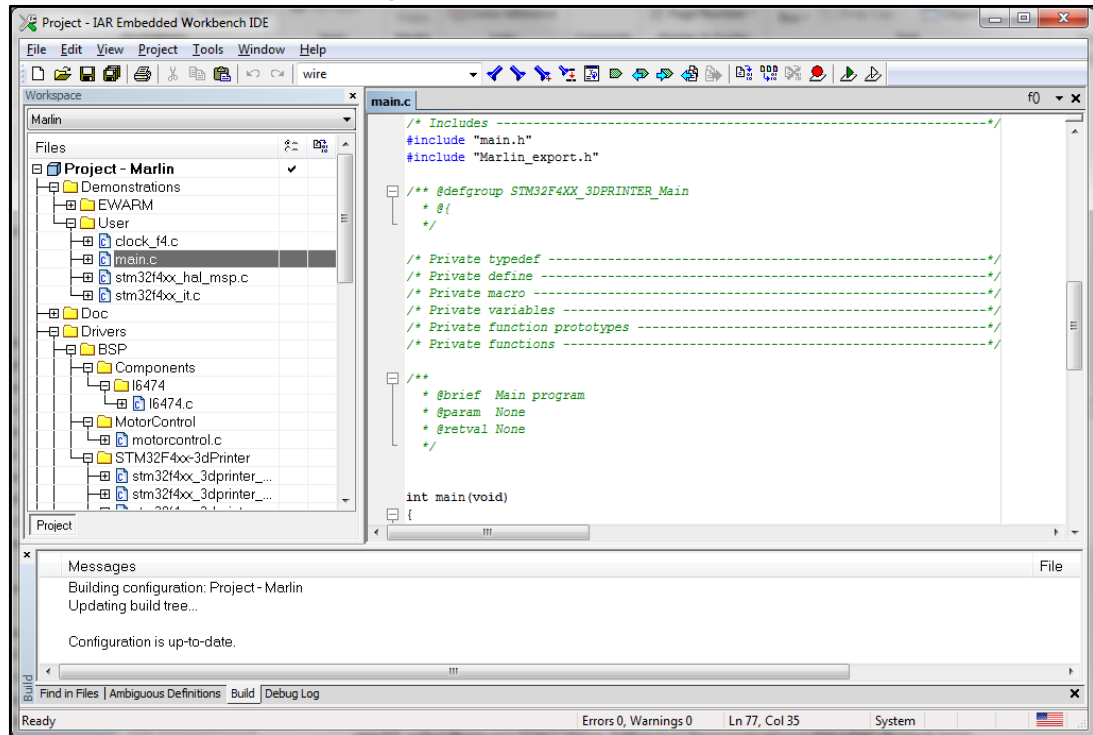 Project - IAR Embedded Workbench IDE
File Edit View Project Tools Window Help
wire
Workspace
Marlin
Files
Project - Marlin
Demonstrations
EWARM
User
clock_f4.c
main.c
stm32f4xx_hal_msp.c
stm32f4xx_it.c
Doc
Drivers
BSP
Components
l6474
l6474.c
MotorControl
motorcontrol.c
STM32F4xx-3dPrinter
stm32f4xx_3dprinter_...
stm32f4xx_3dprinter_...
Project
main.c
f()
/* Includes ------------------------------------------------------------------*/
#include "main.h"
#include "Marlin_export.h"
/** @defgroup STM32F4XX_3DPRINTER_Main
* @{
*/
/* Private typedef -----------------------------------------------------------*/
/* Private define ------------------------------------------------------------*/
/* Private macro -------------------------------------------------------------*/
/* Private variables ---------------------------------------------------------*/
/* Private function prototypes -----------------------------------------------*/
/* Private functions ---------------------------------------------------------*/
/**
* @brief  Main program
* @param  None
* @retval None
*/
int main(void)
{
Messages File
Building configuration: Project - Marlin
Updating build tree...
Configuration is up-to-date.
Build
Find in Files | Ambiguous Definitions Build Debug Log
Ready Errors 0, Warnings 0 Ln 77, Col 35 System